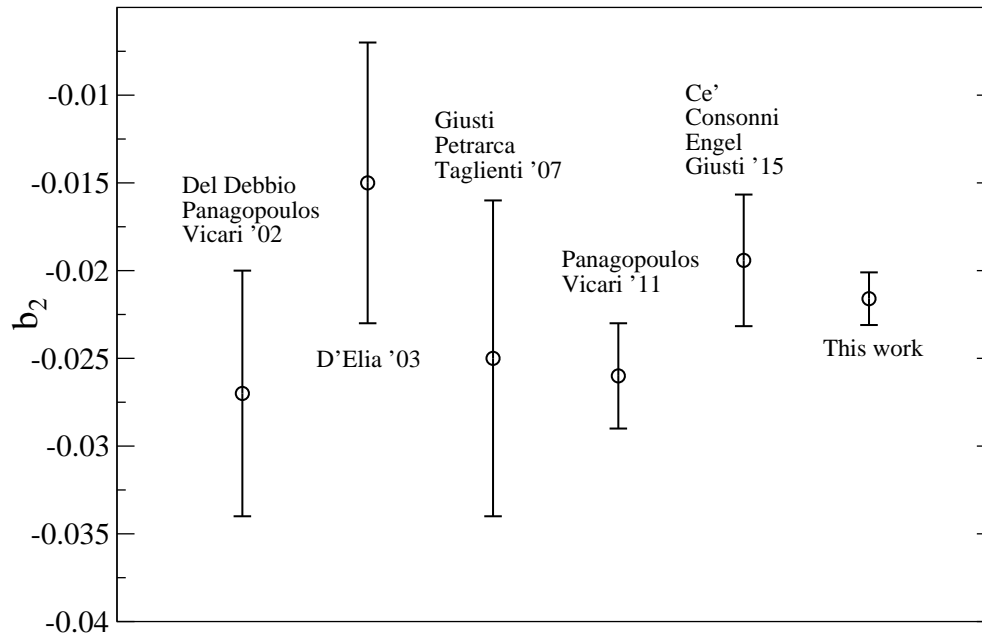 -0.01
-0.015
-0.02
-0.025
-0.03
-0.035
-0.04
b2
Del Debbio
Panagopoulos
Vicari ’02
D’Elia ’03
Giusti
Petrarca
Taglienti ’07
Panagopoulos
Vicari ’11
Ce’
Consonni
Engel
Giusti ’15
This work